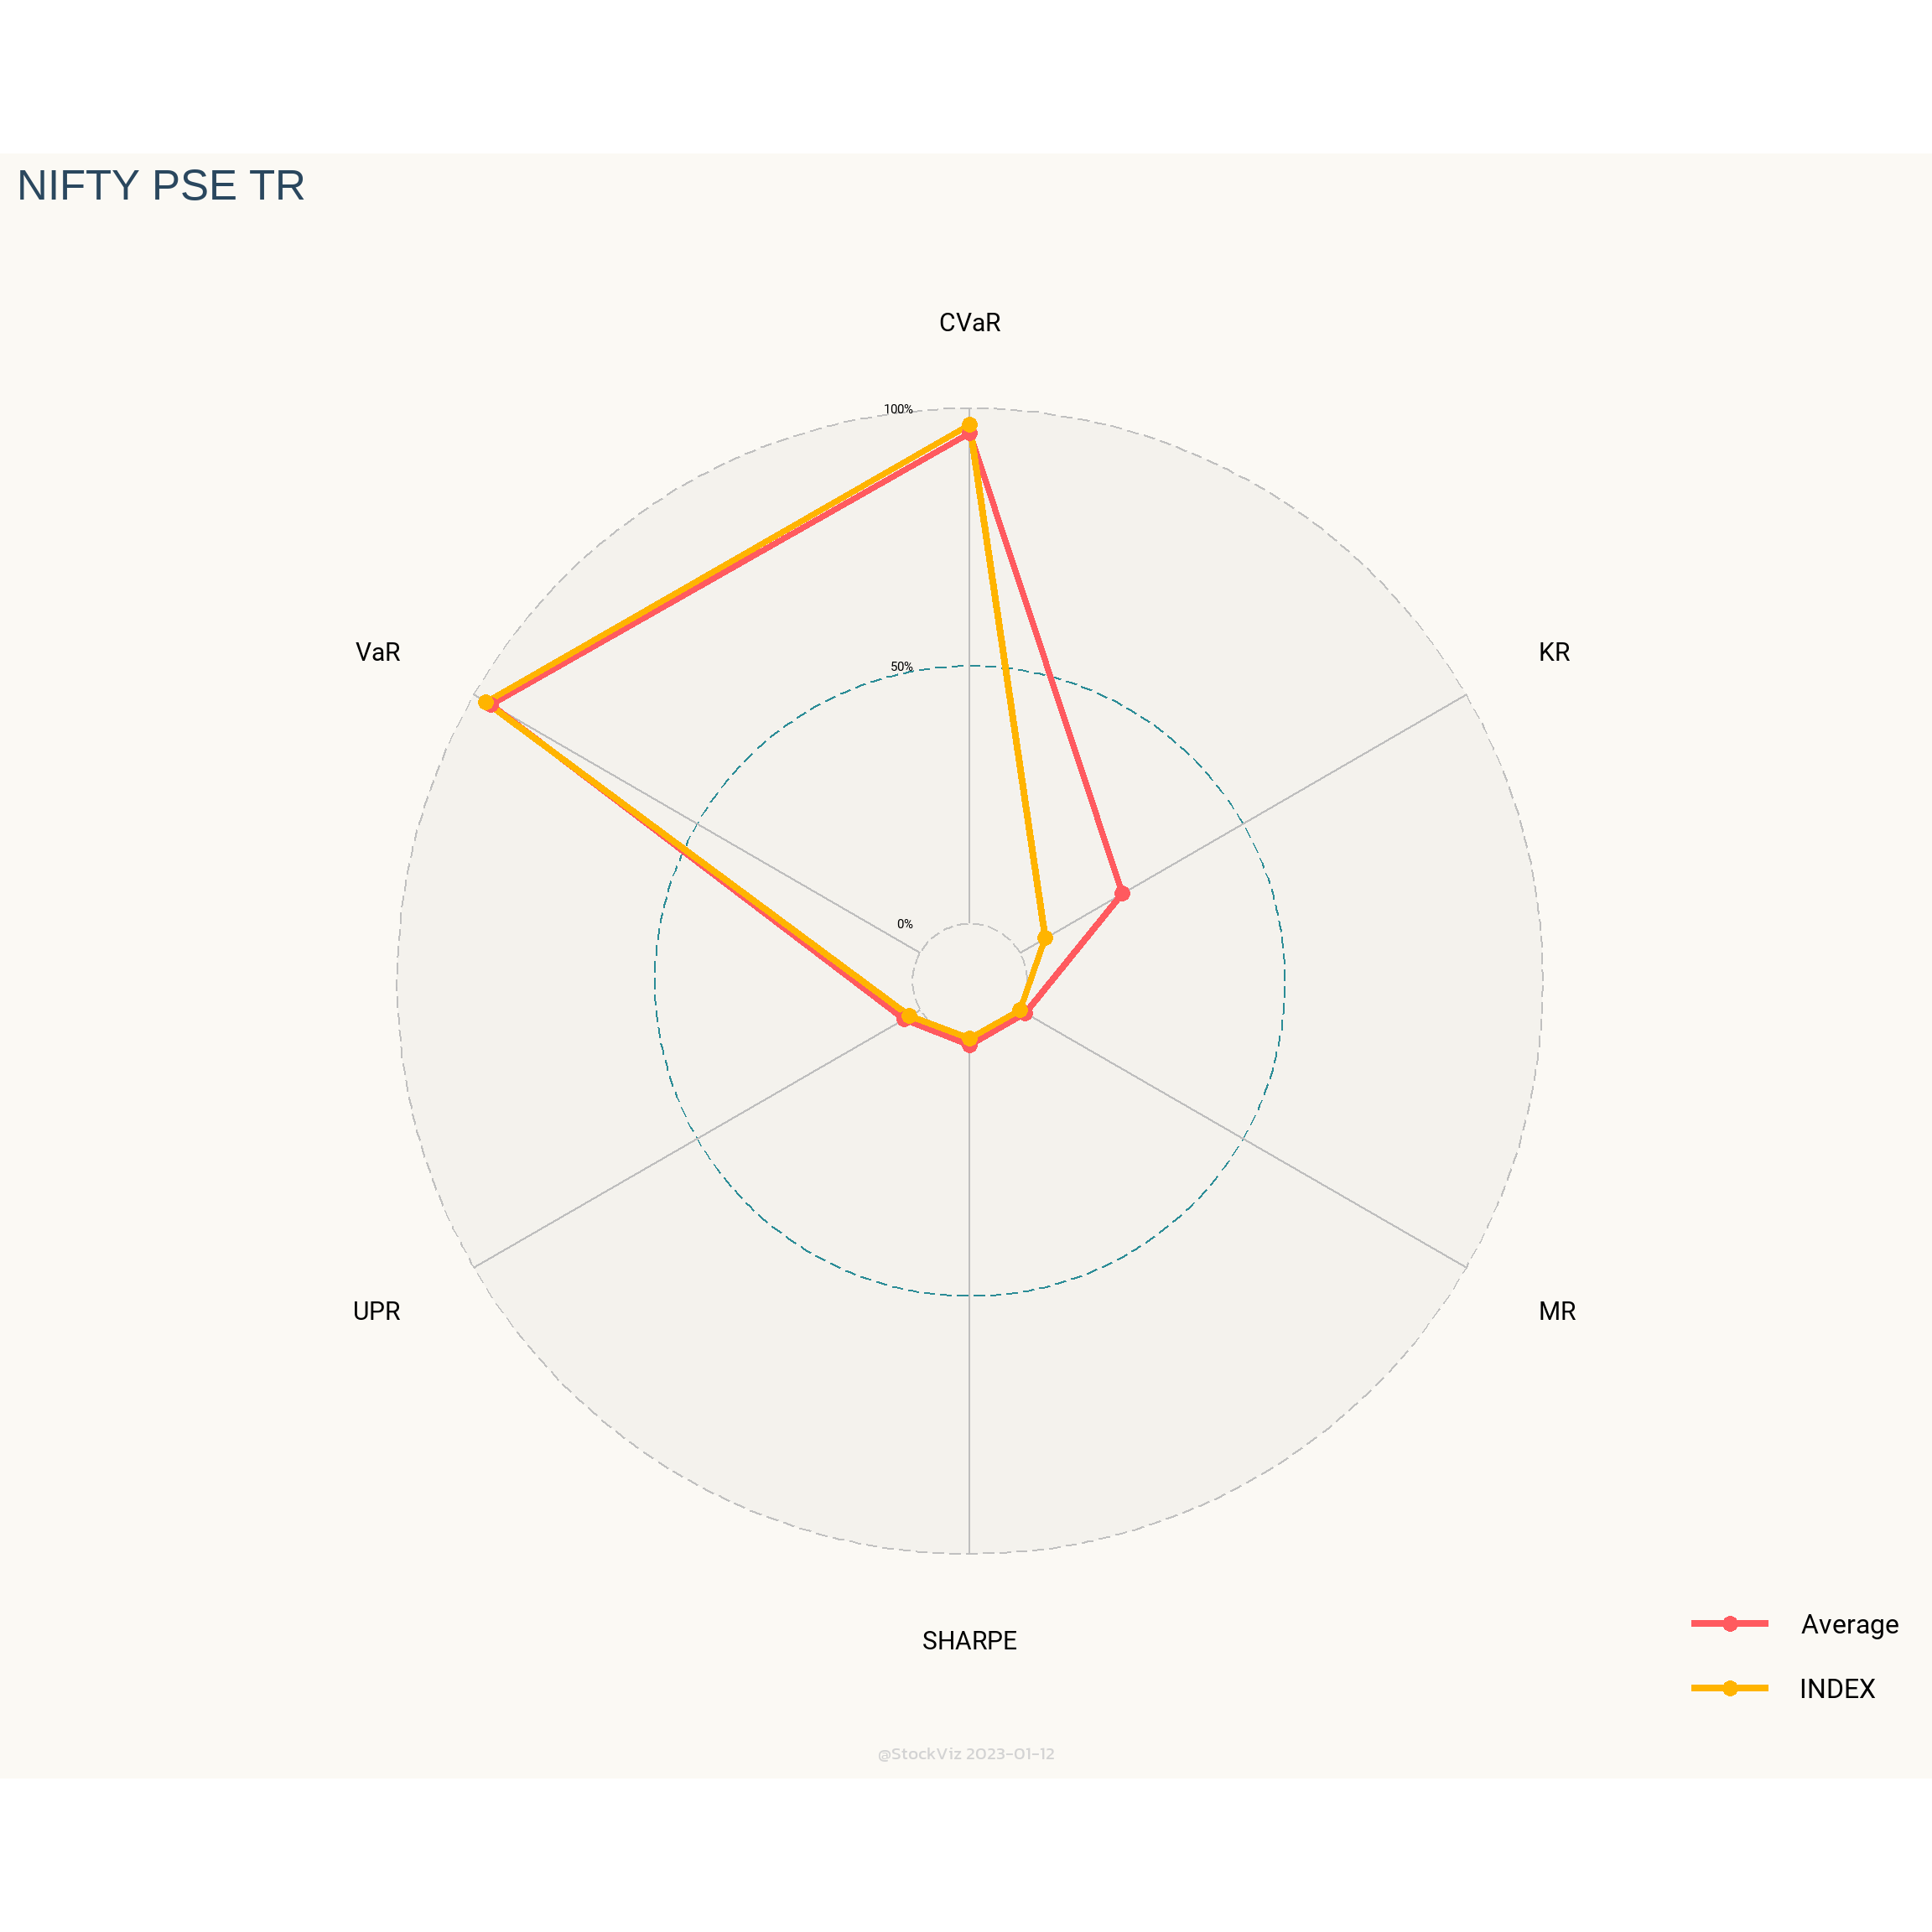 NIFTY PSE TR
CVaR
100%
VaR
KR
50%
0%
UPR
MR
SHARPE
Average
INDEX
@StockViz 2023-01-12